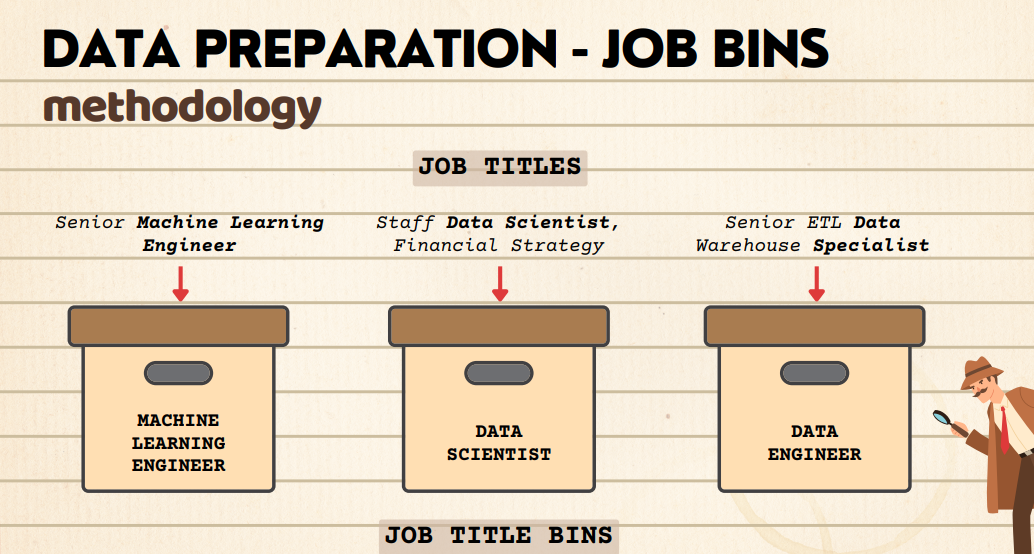 DATA PREPARATION - JOB BINS
methodology
JOB TITLES
Senior Machine Learning
Engineer
Staff Data Scientist,
Financial Strategy
Senior ETL Data
Warehouse Specialist
MACHINE
LEARNING
ENGINEER
DATA
SCIENTIST
DATA
ENGINEER
JOB TITLE BINS